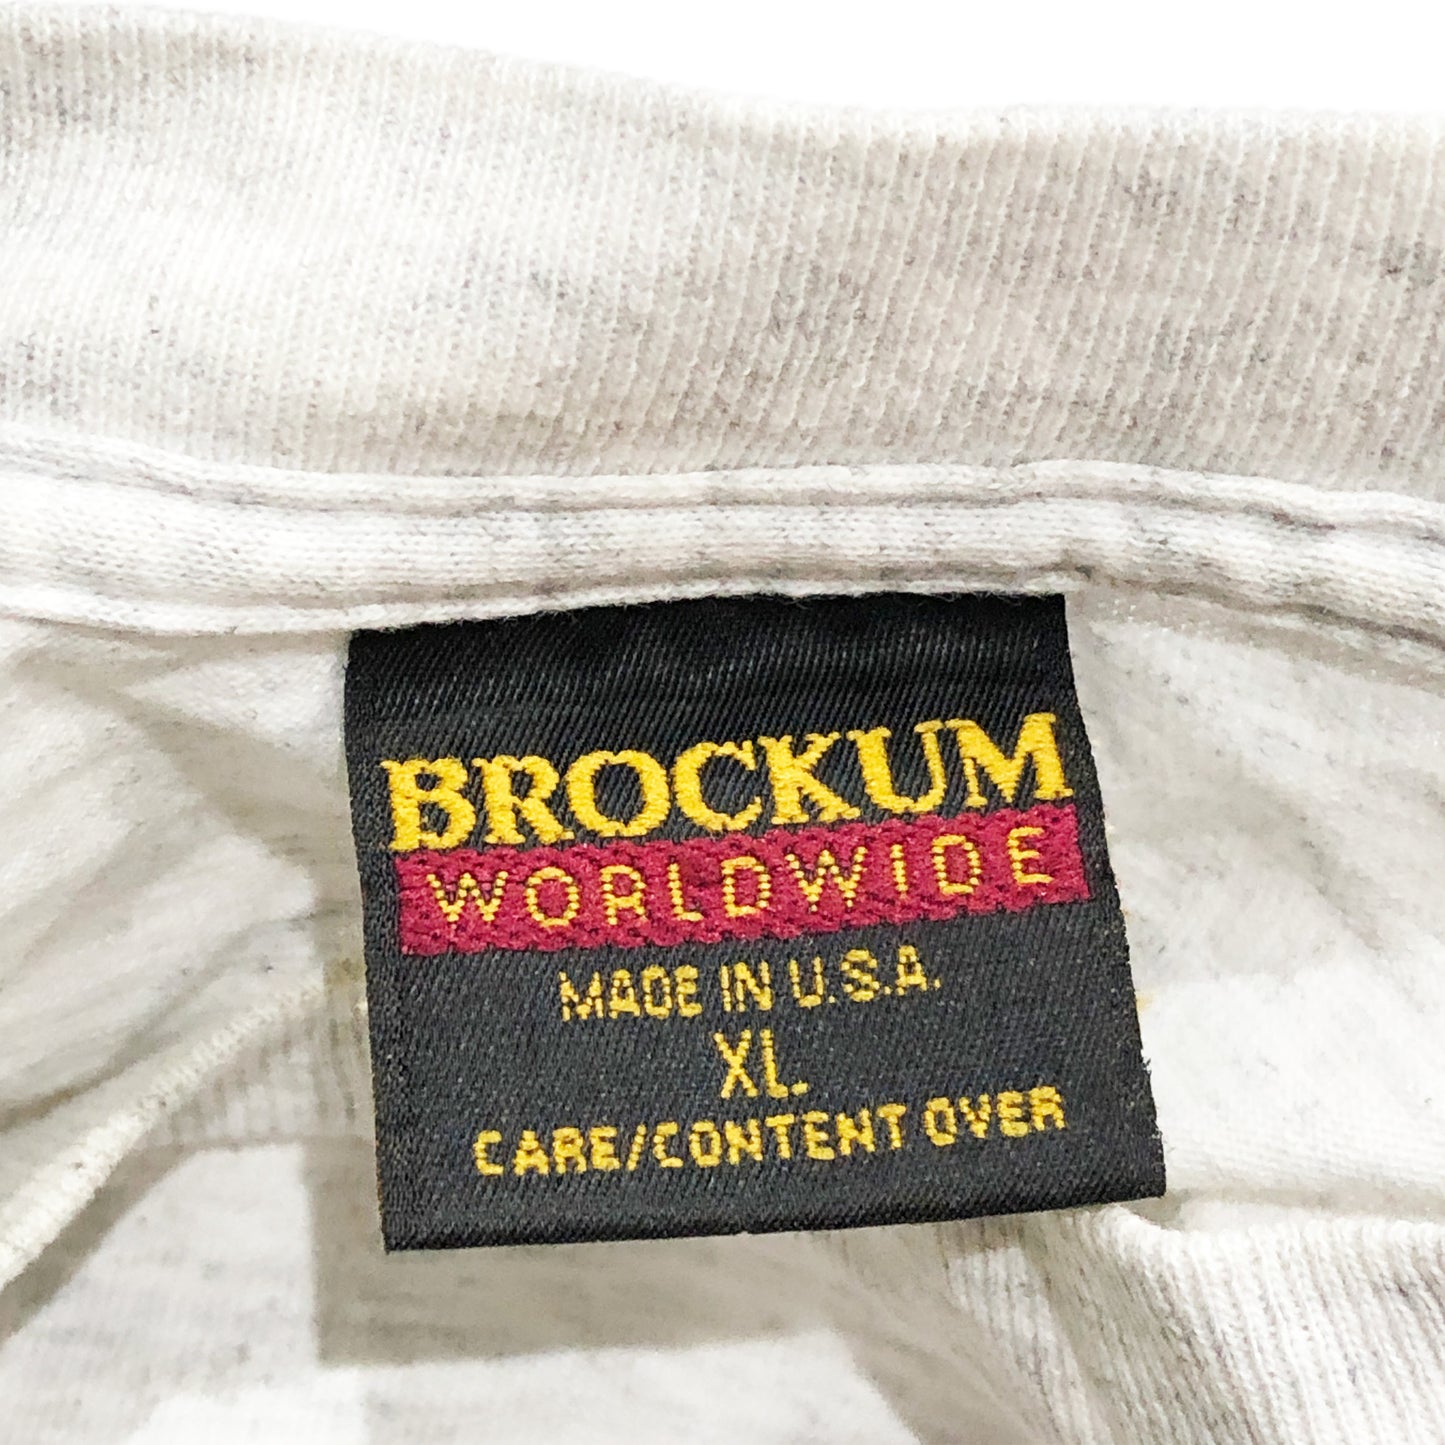 BROCKUM
WORLDWIDE
MADE IN U.S.A.
XL
CARE/CONTENT OVER